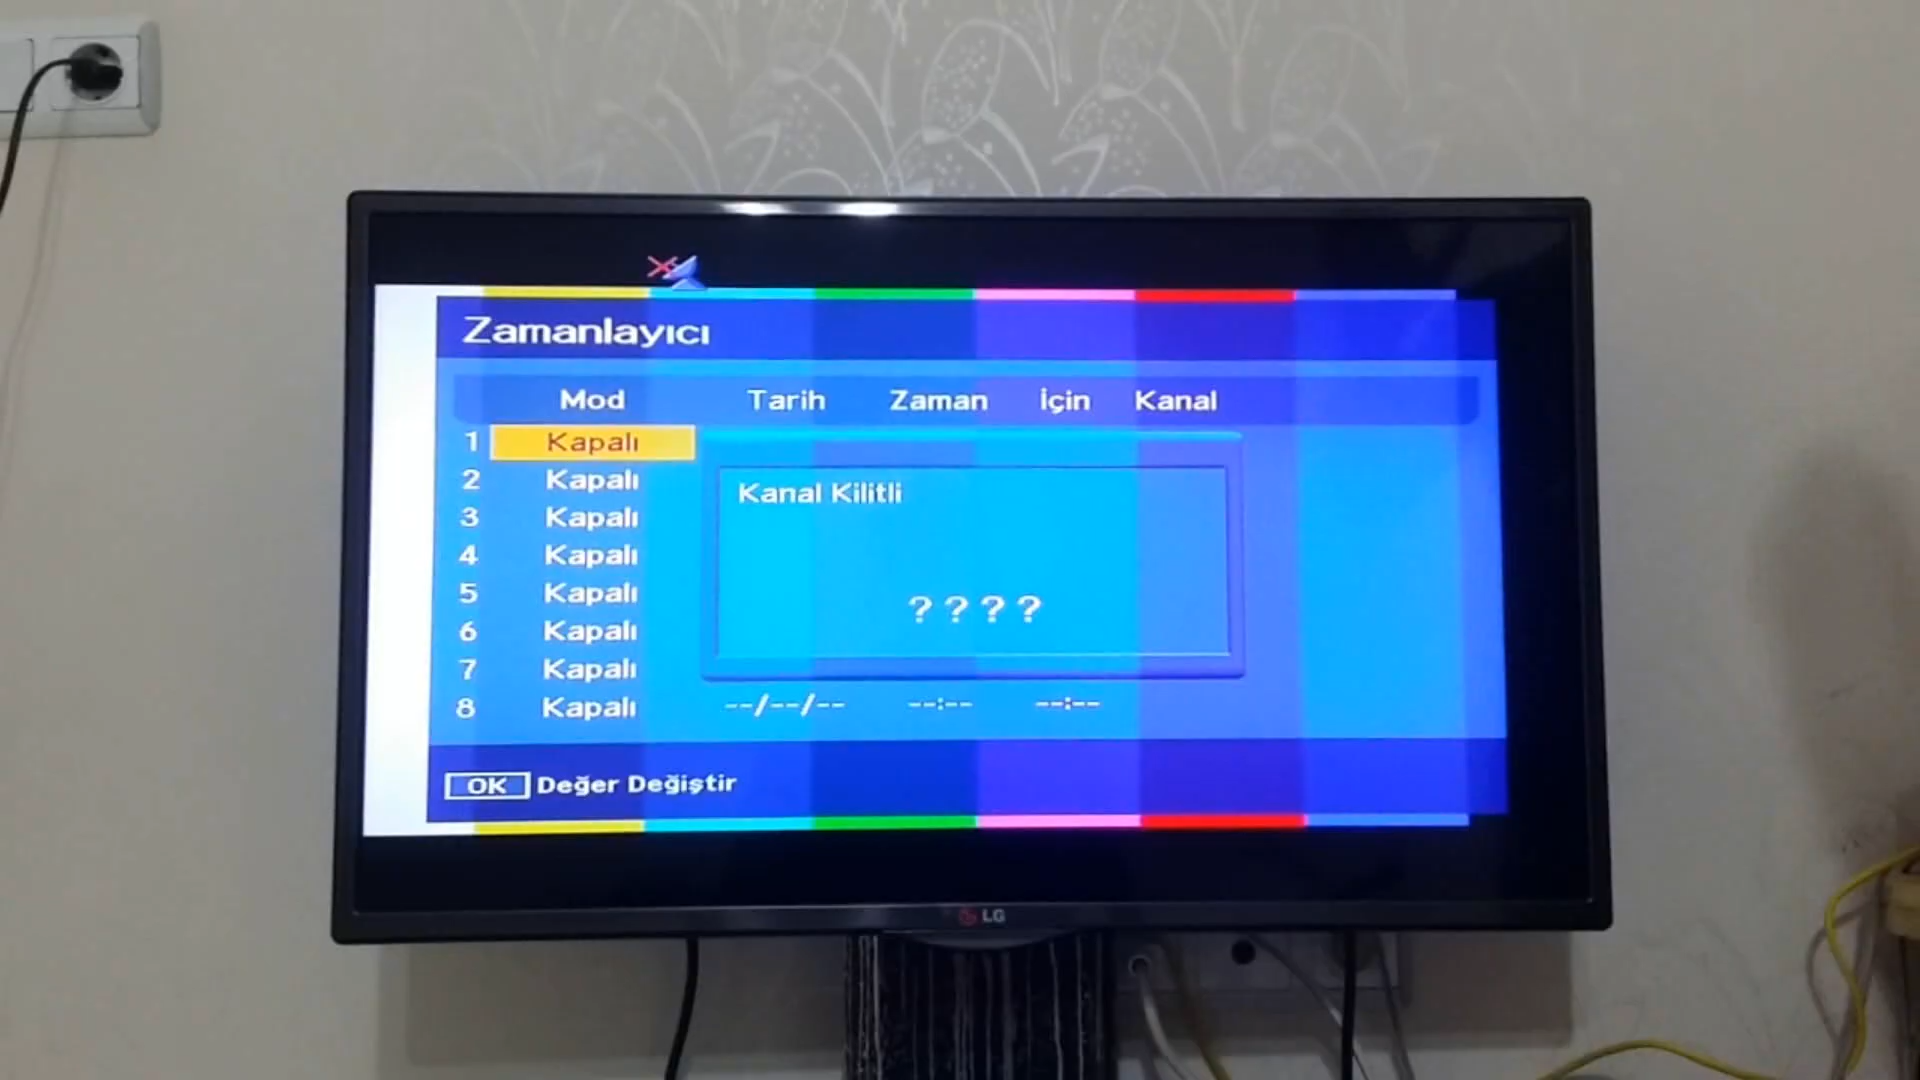 Zamanlayıcı
Mod Tarih Zaman İçin Kanal
1 Kapalı
2 Kapalı
3 Kapalı
4 Kapalı
5 Kapalı
6 Kapalı
7 Kapalı
8 Kapalı --/--/-- --:-- --:--
Kanal Kilitli
????
OK Değer Değiştir
LG